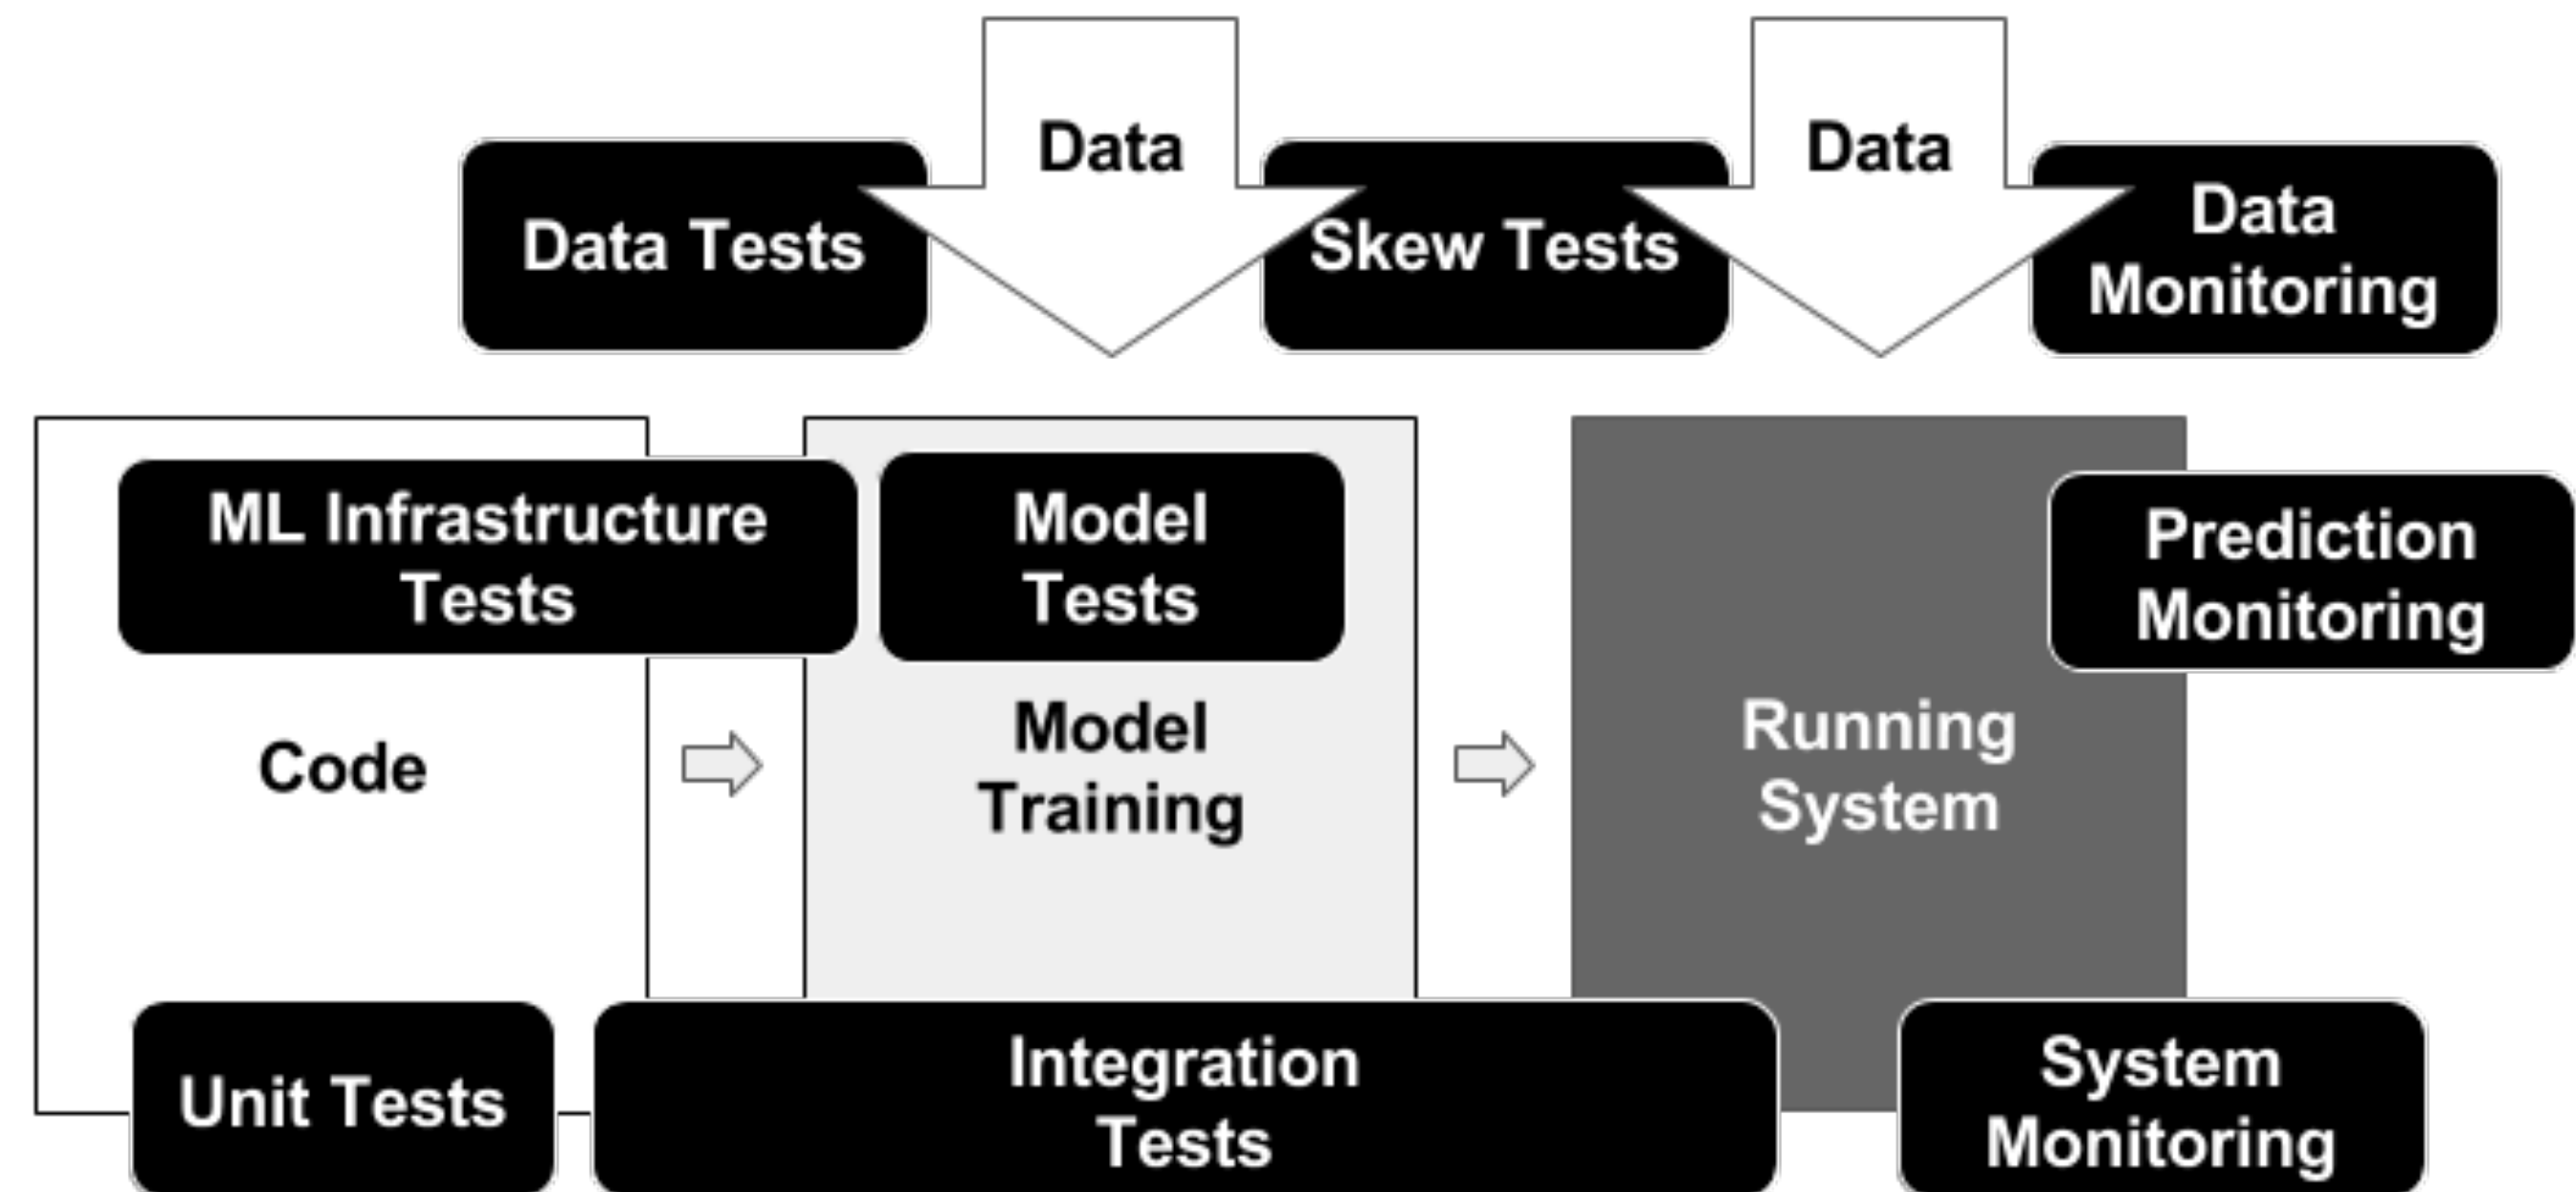 Data
Data
Data Tests
Skew Tests
Data
Monitoring
ML Infrastructure
Tests
Model
Tests
Prediction
Monitoring
Code
Model
Training
Running
System
Unit Tests
Integration
Tests
System
Monitoring